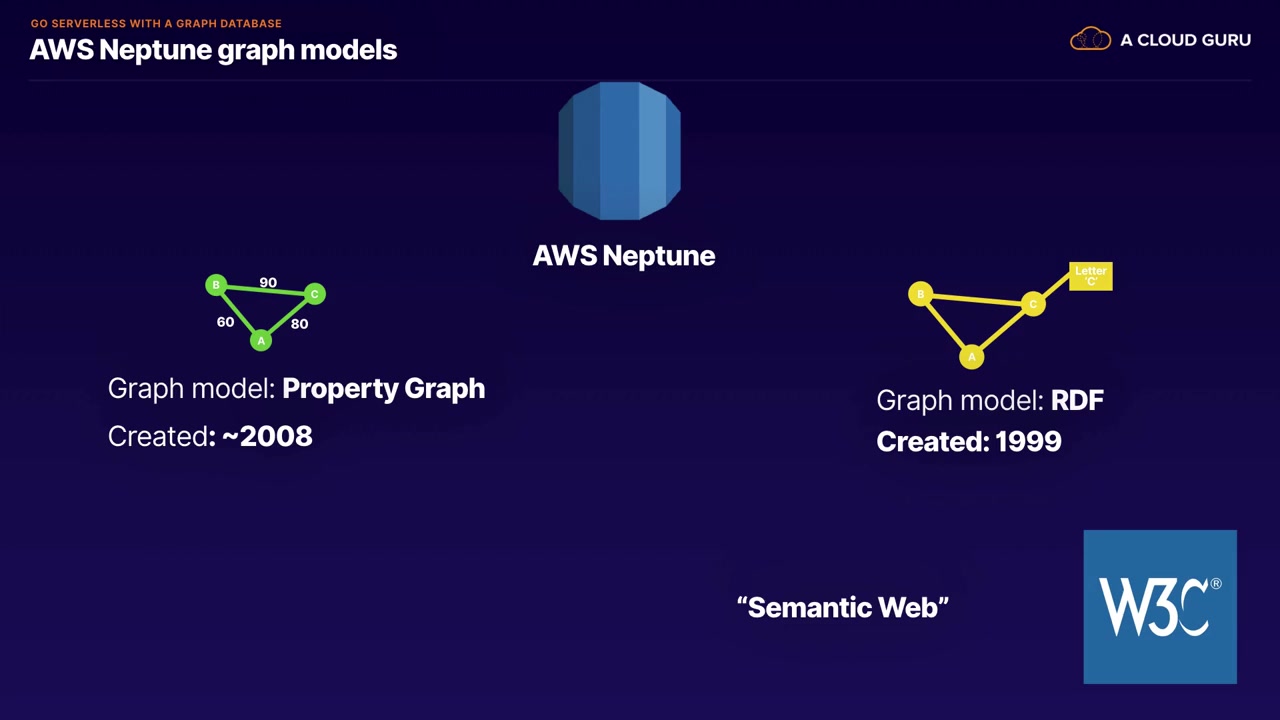 GO SERVERLESS WITH A GRAPH DATABASE
AWS Neptune graph models
A CLOUD GURU
AWS Neptune
B
90
C
60
80
A
Graph model: Property Graph
Created: ~2008
Letter
'C'
B
C
A
Graph model: RDF
Created: 1999
“Semantic Web”
W3C®